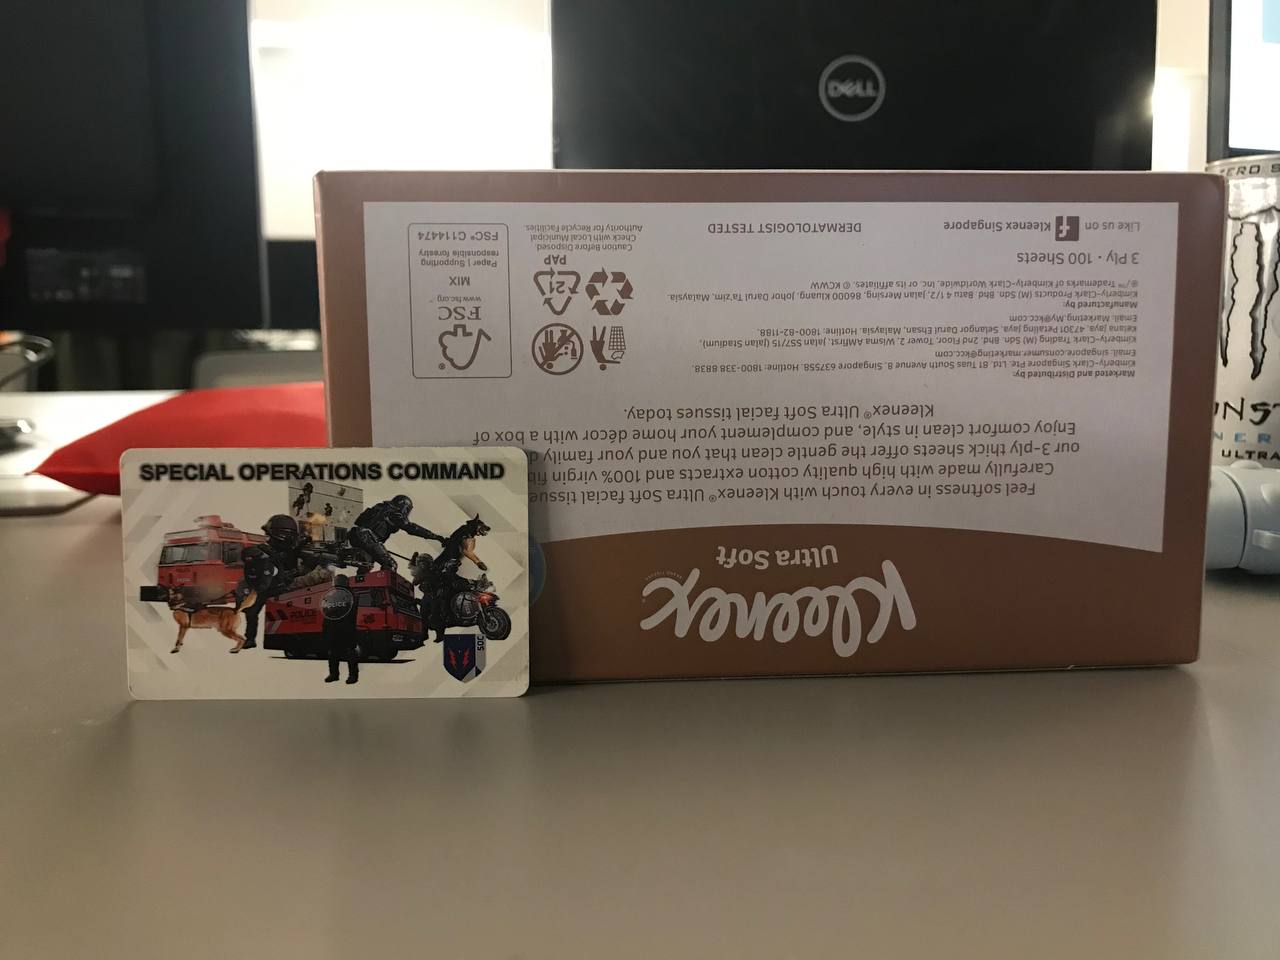 DELL
SPECIAL OPERATIONS COMMAND
POLICE
POLICE
SOC
Kleenex
Ultra Soft
Feel softness in every touch with Kleenex® Ultra Soft facial tissue
Carefully made with high quality cotton extracts and 100% virgin
our 3-ply thick sheets offer the gentle clean that you and your family
Enjoy comfort clean in style, and complement your home décor with a box of
Kleenex® Ultra Soft facial tissues today.
Marketed and Distributed by:
Kimberly-Clark Singapore Pte. Ltd. 81 South Tuas Avenue 8, Singapore 637558. Hotline: 1800-338 8838.
Email: singapore.consumer.marketing@kcc.com
Kimberly-Clark Trading (M) Sdn. Bhd. 2nd Floor, Tower 2, Wisma AMFirst, Jalan SS7/15 (Jalan Stadium),
Kelana Jaya, 47301 Petaling Jaya, Selangor Darul Ehsan, Malaysia. Hotline: 1800-82-1188.
Email: Marketing.My@kcc.com
Manufactured by:
Kimberly-Clark Products (M) Sdn. Bhd. Batu 4 1/2, Jalan Mersing, 86000 Kluang, Johor Darul Ta'zim, Malaysia.
®/™ Trademarks of Kimberly-Clark Worldwide, Inc. or its affiliates. © KCWW
3 Ply • 100 Sheets
Like us on f Kleenex Singapore
DERMATOLOGIST TESTED
21
PAP
Caution Before Disposed.
Check with Local Municipal
Authority for Recycle Facilities.
®
FSC
www.fsc.org
™
MIX
Paper | Supporting
responsible forestry
FSC® C114474
ZERO S
ONST
NER
ULTRA